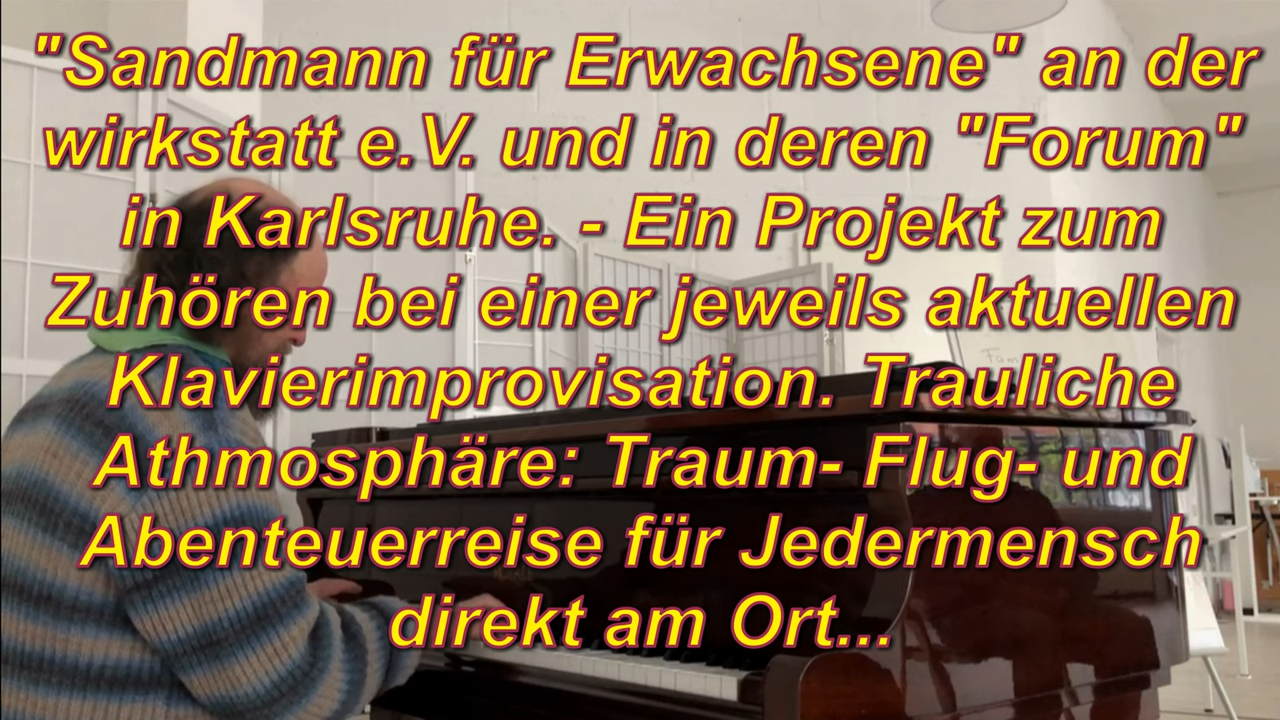 "Sandmann für Erwachsene" an der
wirkstatt e.V. und in deren "Forum"
in Karlsruhe. - Ein Projekt zum
Zuhören bei einer jeweils aktuellen
Klavierimprovisation. Trauliche
Athmosphäre: Traum- Flug- und
Abenteuerreise für Jedermensch
direkt am Ort...